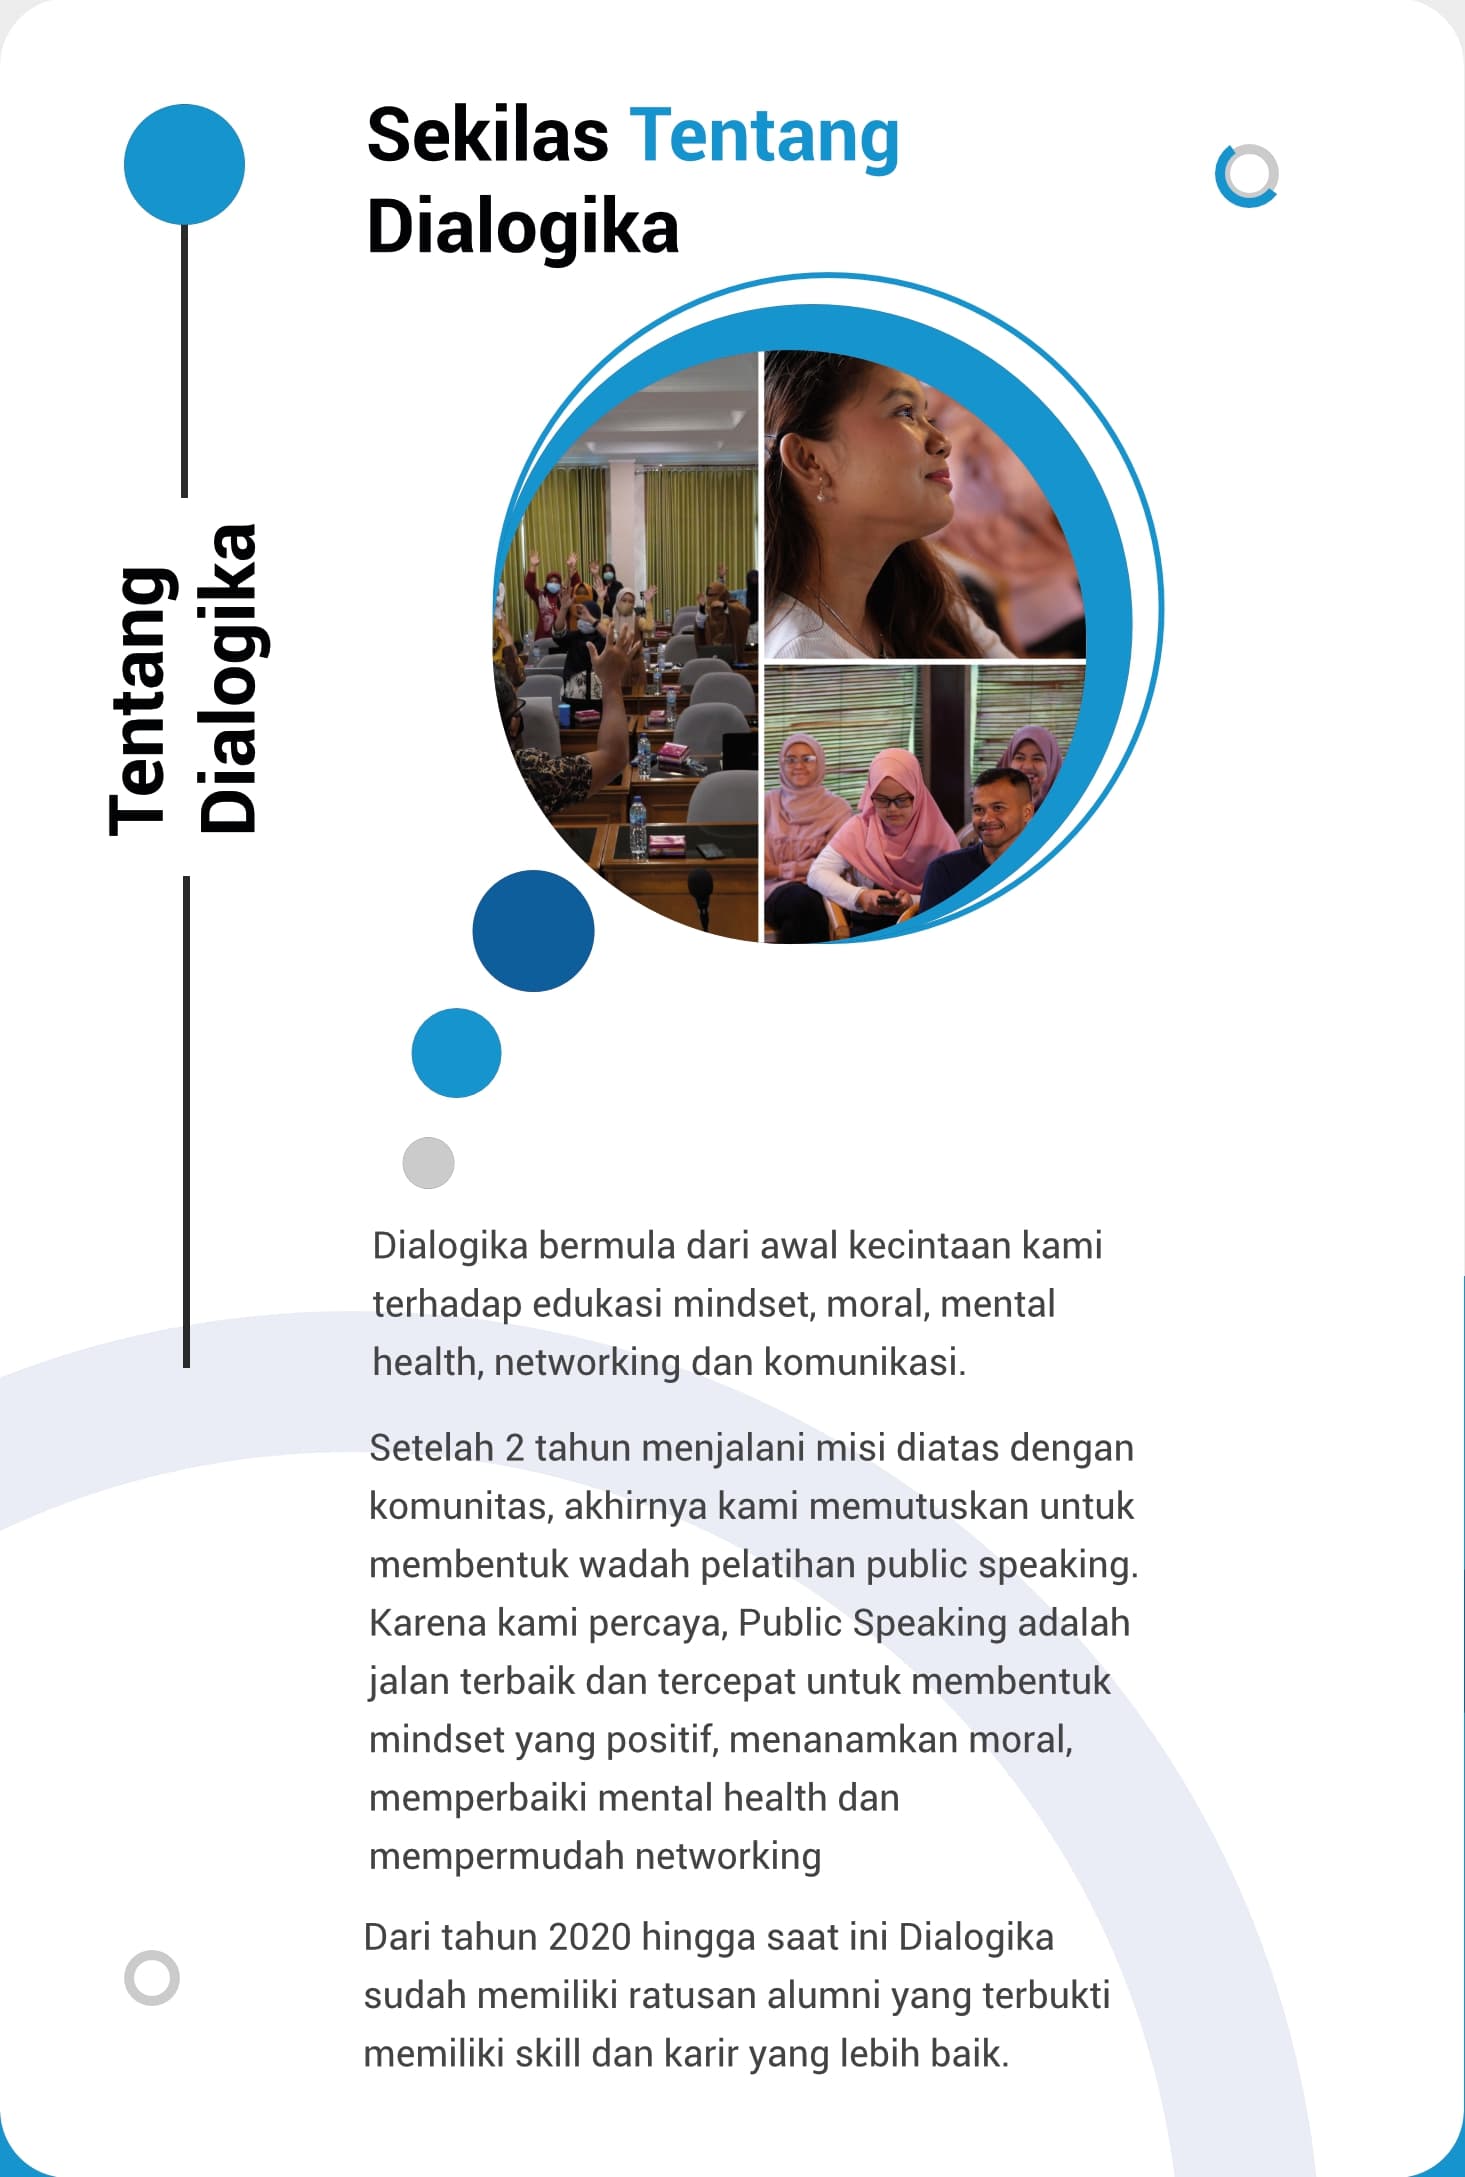 Sekilas Tentang
Dialogika
Tentang
Dialogika
Dialogika bermula dari awal kecintaan kami
terhadap edukasi mindset, moral, mental
health, networking dan komunikasi.
Setelah 2 tahun menjalani misi diatas dengan
komunitas, akhirnya kami memutuskan untuk
membentuk wadah pelatihan public speaking.
Karena kami percaya, Public Speaking adalah
jalan terbaik dan tercepat untuk membentuk
mindset yang positif, menanamkan moral,
memperbaiki mental health dan
mempermudah networking
Dari tahun 2020 hingga saat ini Dialogika
sudah memiliki ratusan alumni yang terbukti
memiliki skill dan karir yang lebih baik.